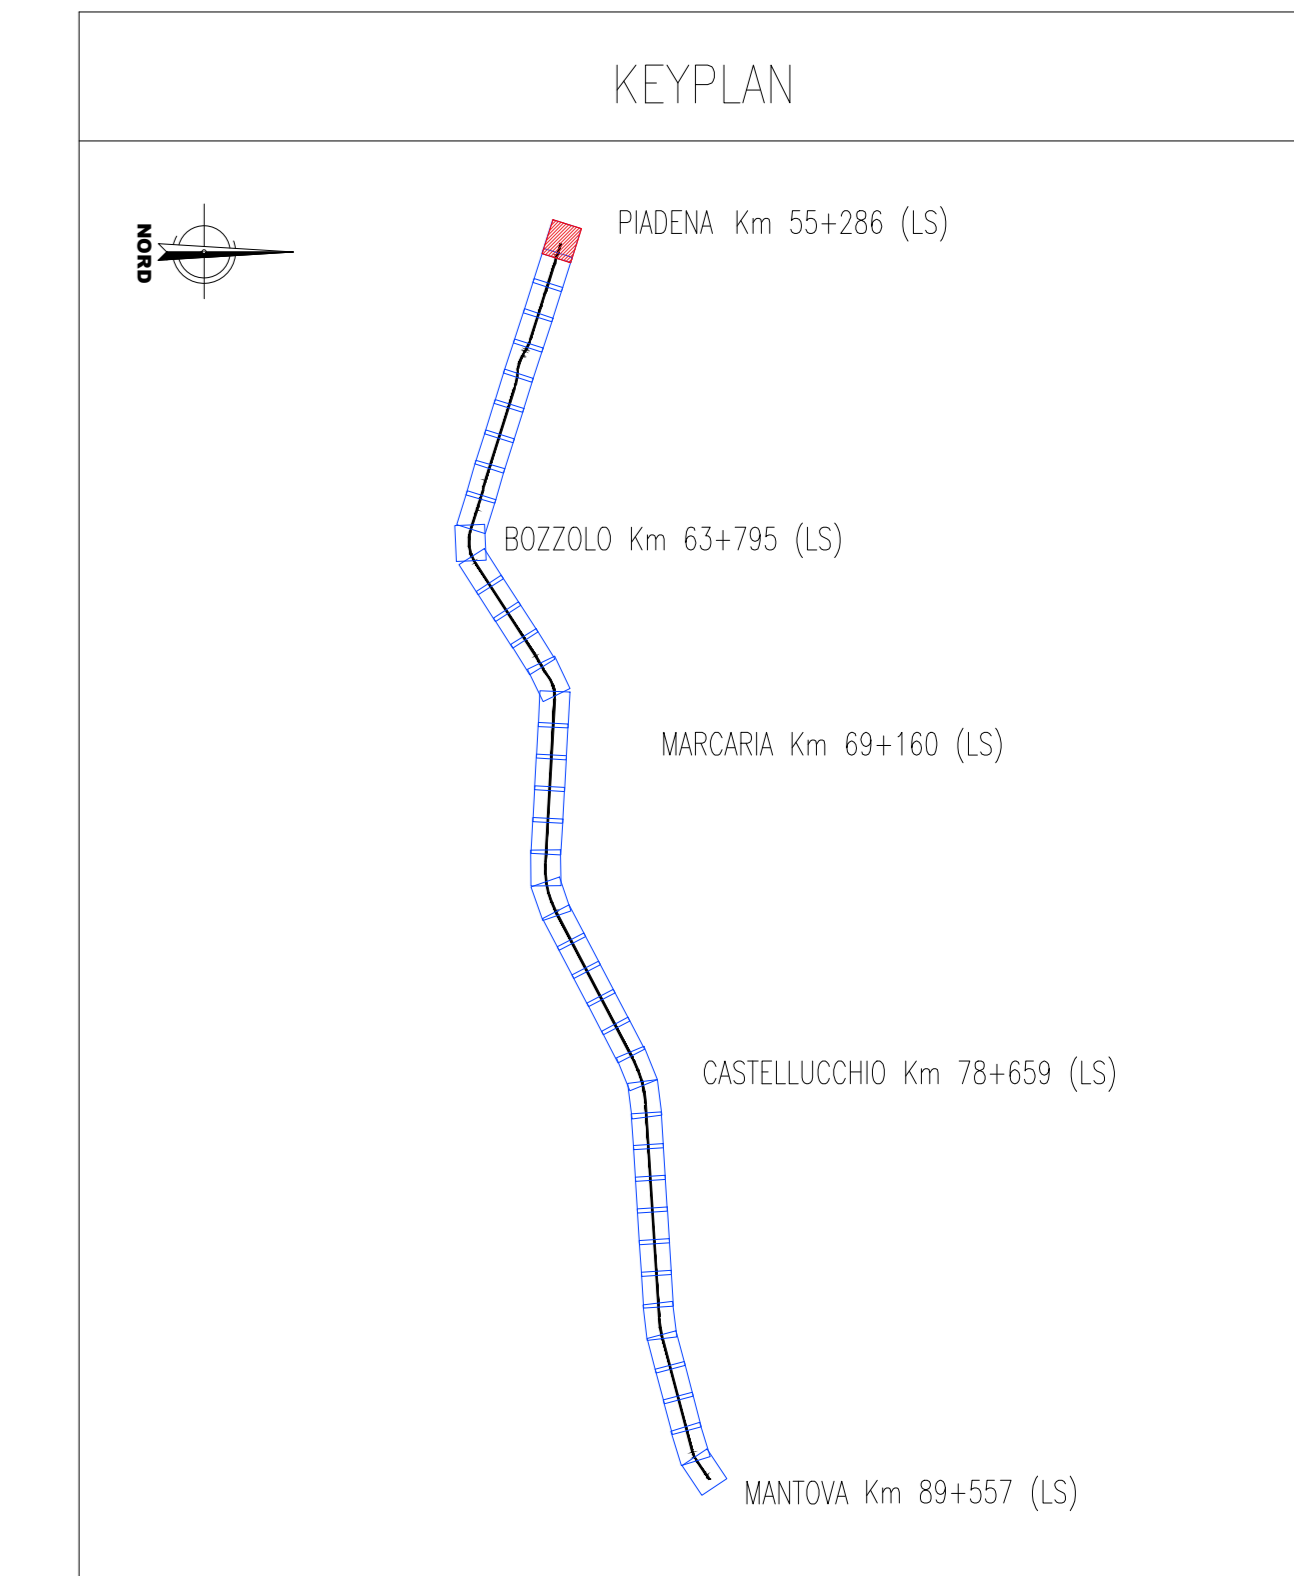 KEYPLAN
NORD
PIADENA Km 55+286 (LS)
BOZZOLO Km 63+795 (LS)
MARCARIA Km 69+160 (LS)
CASTELLUCCHIO Km 78+659 (LS)
MANTOVA Km 89+557 (LS)